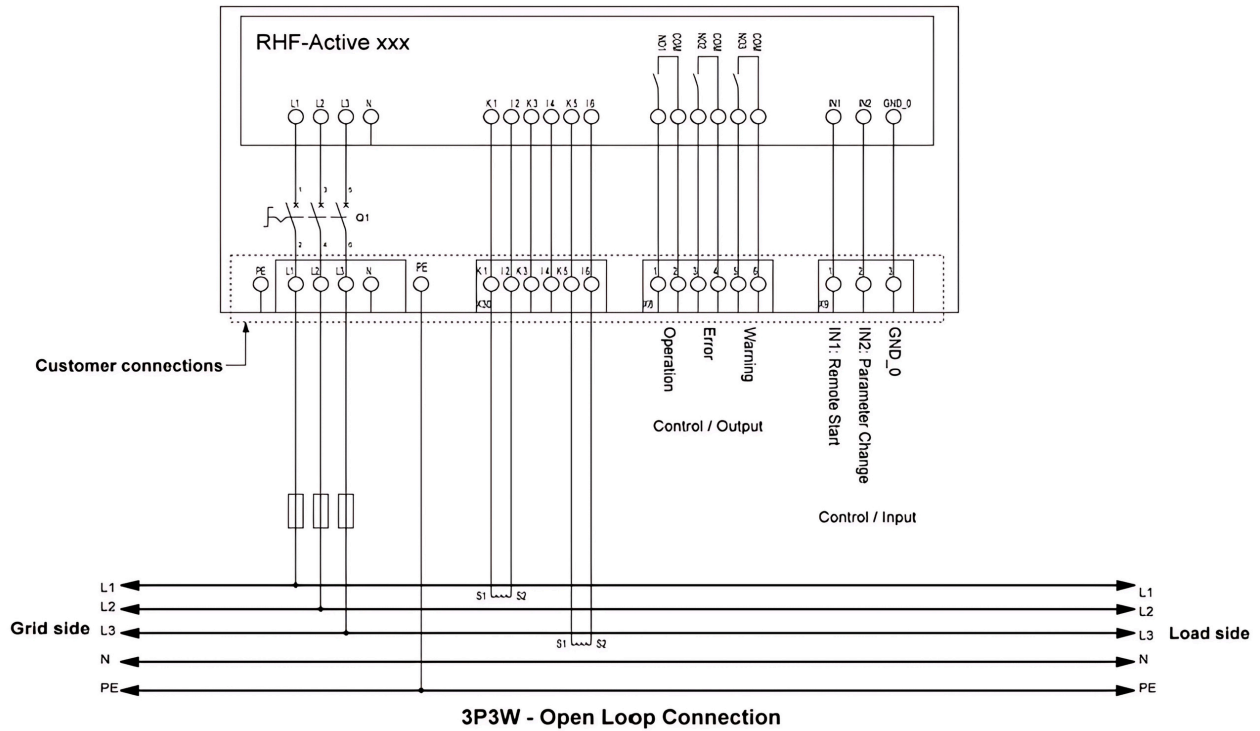 RHF-Active xxx
NO1 COM NO2 COM NO3 COM
L1 L2 L3 N K1 I2 K3 I4 K5 I6 IN1 IN2 GND_0
1 3 5
Q1
2 4 6
PE L1 L2 L3 N PE K1 I2 K3 I4 K5 I6 1 2 3 4 5 6 1 2 3
X30 X8 X9
Customer connections
Operation
Error
Warning
IN1: Remote Start
IN2: Parameter Change
GND_0
Control / Output
Control / Input
L1 L1
S1 S2
L2 L2
Grid side L3 L3 Load side
S1 S2
N N
PE PE
3P3W - Open Loop Connection